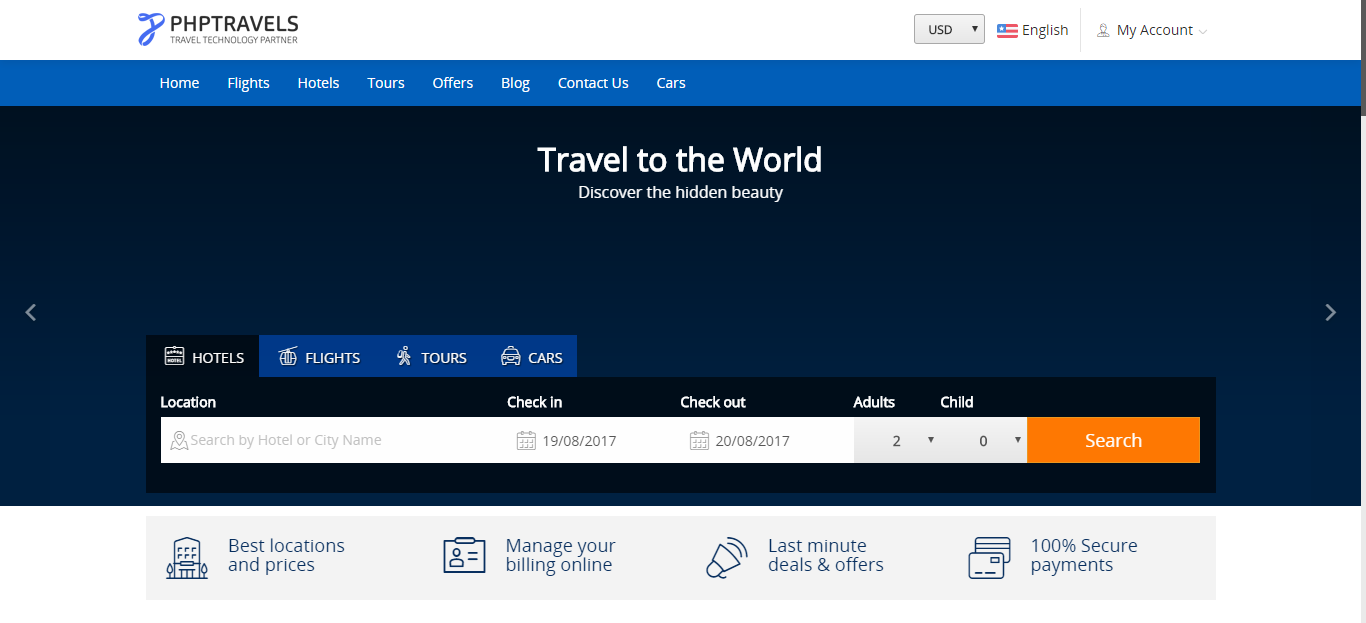 PHPTRAVELS
TRAVEL TECHNOLOGY PARTNER
USD
English
My Account
Home Flights Hotels Tours Offers Blog Contact Us Cars
Travel to the World
Discover the hidden beauty
HOTEL
HOTELS FLIGHTS TOURS CARS
Location Check in Check out Adults Child
Search by Hotel or City Name 19/08/2017 20/08/2017 2 0 Search
Best locations
and prices
Manage your
billing online
Last minute
deals & offers
100% Secure
payments